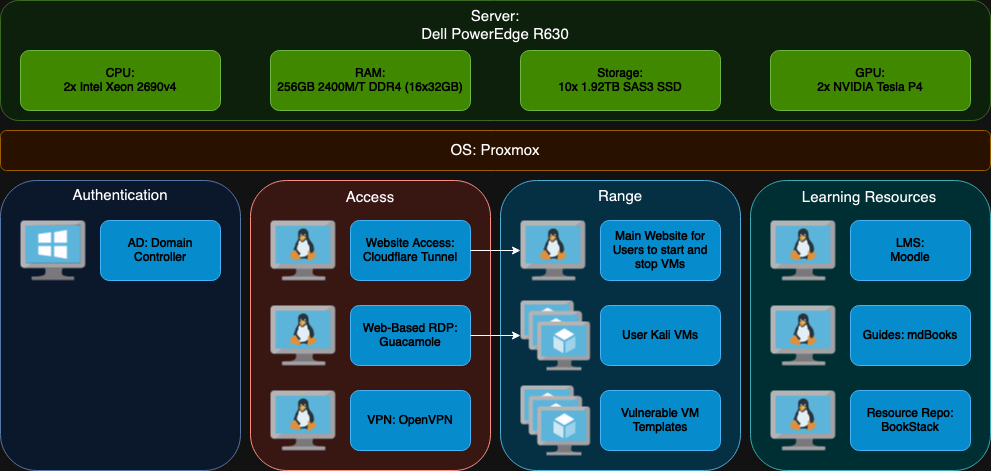 Server:
Dell PowerEdge R630
CPU:
2x Intel Xeon 2690v4
RAM:
256GB 2400M/T DDR4 (16x32GB)
Storage:
10x 1.92TB SAS3 SSD
GPU:
2x NVIDIA Tesla P4
OS: Proxmox
Authentication
AD: Domain
Controller
Access
Website Access:
Cloudflare Tunnel
Web-Based RDP:
Guacamole
VPN: OpenVPN
Range
Main Website for
Users to start and
stop VMs
User Kali VMs
Vulnerable VM
Templates
Learning Resources
LMS:
Moodle
Guides: mdBooks
Resource Repo:
BookStack